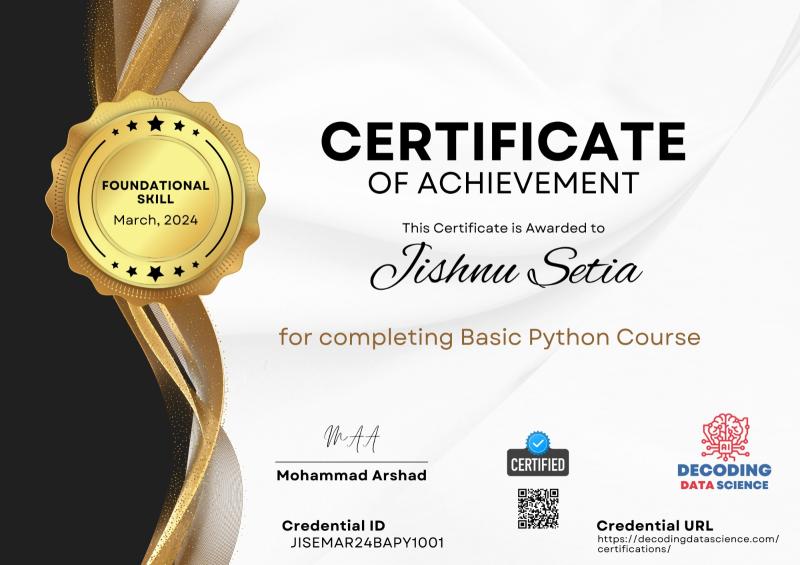 FOUNDATIONAL
SKILL
March, 2024
CERTIFICATE
OF ACHIEVEMENT
This Certificate is Awarded to
Jishnu Setia
for completing Basic Python Course
MAA
Mohammad Arshad
Credential ID
JISEMAR24BAPY1001
CERTIFIED
AI
DECODING
DATA SCIENCE
Credential URL
https://decodingdatascience.com/
certifications/